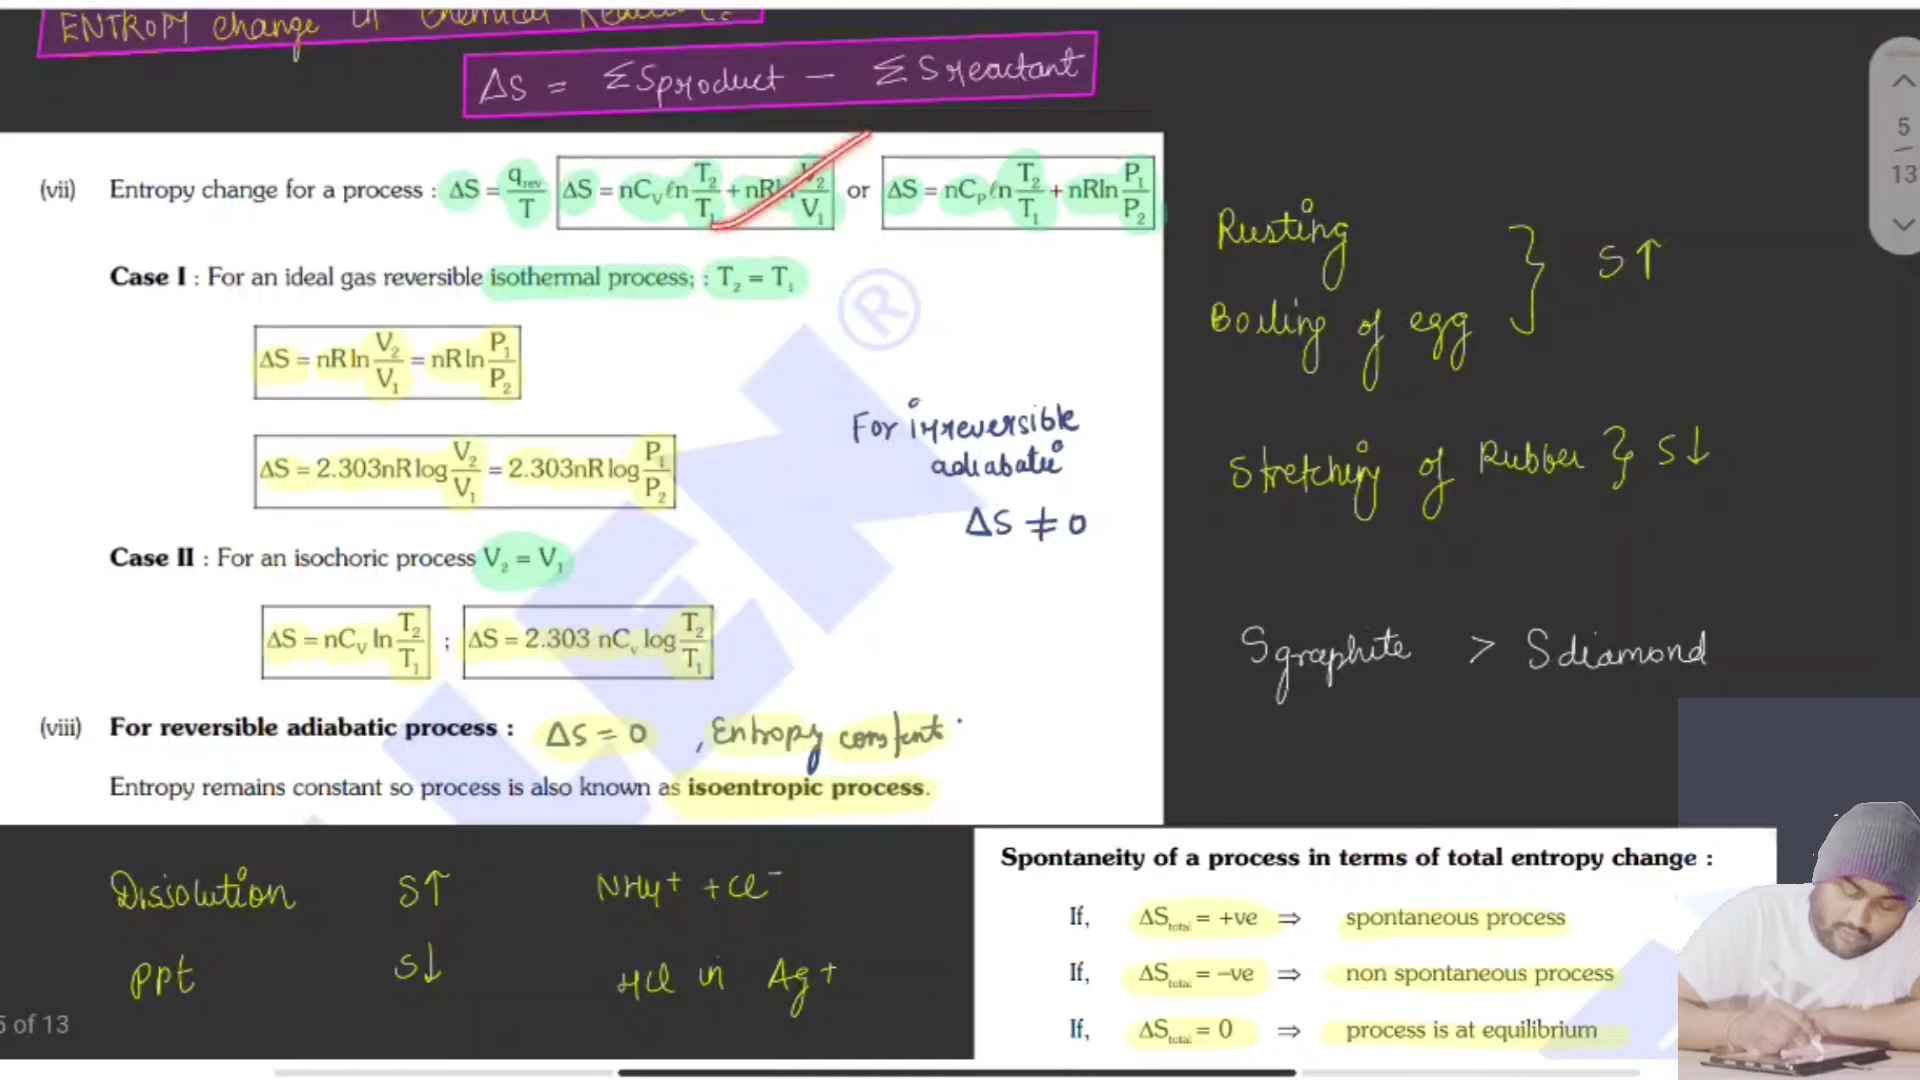 ENTROPY change in Chemical
ΔS = ΣSproduct − ΣSreactant
(vii) Entropy change for a process : ΔS = q_rev/T ΔS = nC_v ℓn T₂/T₁ + nRln V₂/V₁ or ΔS = nC_p ℓn T₂/T₁ + nRln P₁/P₂
Case I : For an ideal gas reversible isothermal process; : T₂ = T₁
ΔS = nR ln V₂/V₁ = nR ln P₁/P₂
ΔS = 2.303nR log V₂/V₁ = 2.303nR log P₁/P₂
For irreversible
adiabatic
ΔS ≠ 0
Case II : For an isochoric process V₂ = V₁
ΔS = nC_v ln T₂/T₁ ; ΔS = 2.303 nC_v log T₂/T₁
(viii) For reversible adiabatic process : ΔS = 0 , Entropy constant
Entropy remains constant so process is also known as isoentropic process.
Rusting
Boiling of egg } S↑
Stretching of Rubber } S↓
Sgraphite > Sdiamond
5
13
Dissolution S↑ NH₄⁺ + Cl⁻
PPt S↓ HCl in Ag+
5 of 13
Spontaneity of a process in terms of total entropy change :
If, ΔS_total = +ve ⇒ spontaneous process
If, ΔS_total = −ve ⇒ non spontaneous process
If, ΔS_total = 0 ⇒ process is at equilibrium
®